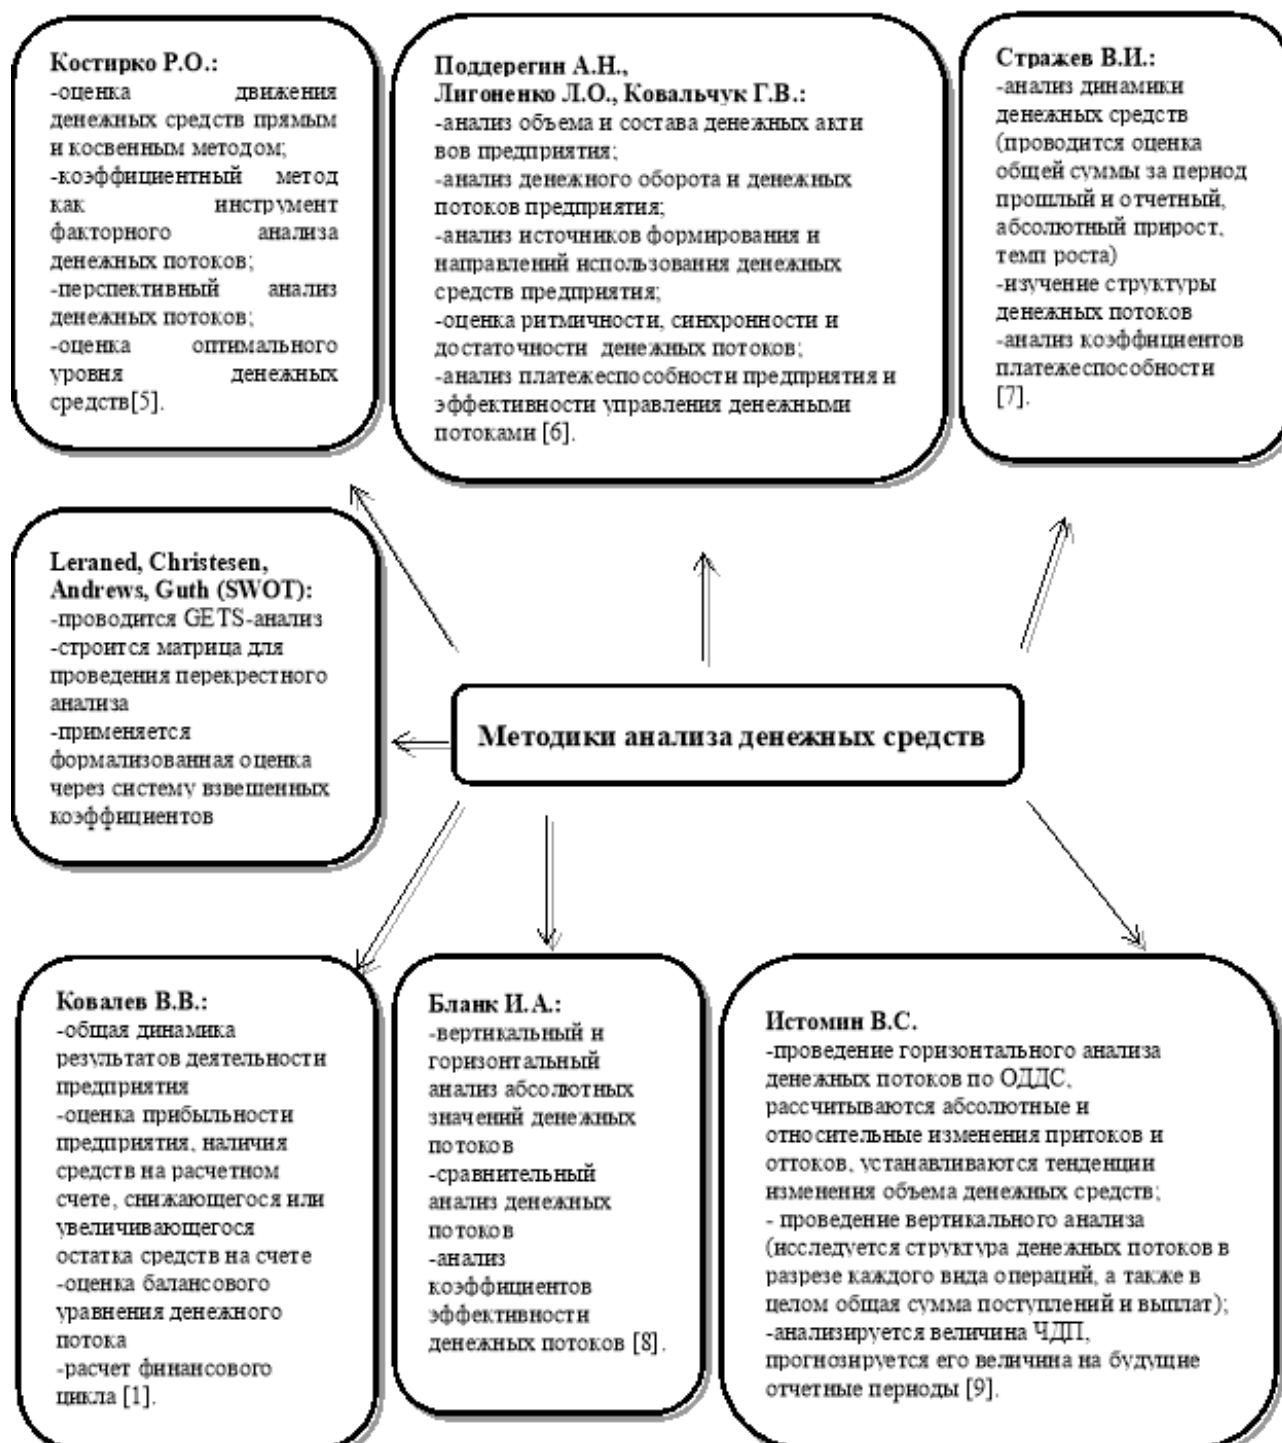 Костирко Р.О.:
-оценка движения
денежных средств прямым
и косвенным методом;
-коэффициентный метод
как инструмент
факторного анализа
денежных потоков;
-перспективный анализ
денежных потоков;
-оценка оптимального
уровня денежных
средств[5].
Поддерегин А.Н.,
Лигоненко Л.О., Ковальчук Г.В.:
-анализ объема и состава денежных акти
вов предприятия;
-анализ денежного оборота и денежных
потоков предприятия;
-анализ источников формирования и
направлений использования денежных
средств предприятия;
-оценка ритмичности, синхронности и
достаточности денежных потоков;
-анализ платежеспособности предприятия и
эффективности управления денежными
потоками [6].
Стражев В.И.:
-анализ динамики
денежных средств
(проводится оценка
общей суммы за период
прошлый и отчетный,
абсолютный прирост,
темп роста)
-изучение структуры
денежных потоков
-анализ коэффициентов
платежеспособности
[7].
Leraned, Christesen,
Andrews, Guth (SWOT):
-проводится GETS-анализ
-строится матрица для
проведения перекрестного
анализа
-применяется
формализованная оценка
через систему взвешенных
коэффициентов
Методики анализа денежных средств
Ковалев В.В.:
-общая динамика
результатов деятельности
предприятия
-оценка прибыльности
предприятия, наличия
средств на расчетном
счете, снижающегося или
увеличивающегося
остатка средств на счете
-оценка балансового
уравнения денежного
потока
-расчет финансового
цикла [1].
Бланк И.А.:
-вертикальный и
горизонтальный
анализ абсолютных
значений денежных
потоков
-сравнительный
анализ денежных
потоков
-анализ
коэффициентов
эффективности
денежных потоков [8].
Истомин В.С.
-проведение горизонтального анализа
денежных потоков по ОДДС,
рассчитываются абсолютные и
относительные изменения притоков и
оттоков, устанавливаются тенденции
изменения объема денежных средств;
- проведение вертикального анализа
(исследуется структура денежных потоков в
разрезе каждого вида операций, а также в
целом общая сумма поступлений и выплат);
-анализируется величина ЧДП,
прогнозируется его величина на будущие
отчетные периоды [9].